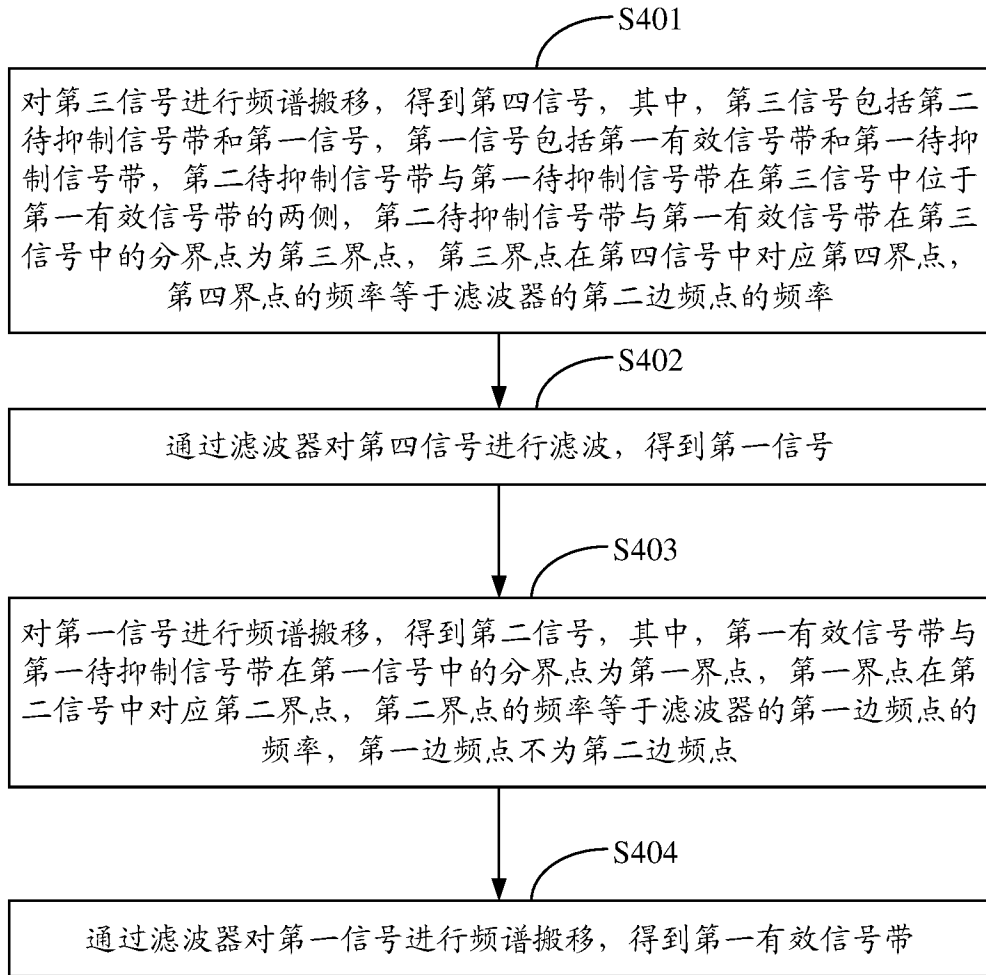 S401
对第三信号进行频谱搬移，得到第四信号，其中，第三信号包括第二
待抑制信号带和第一信号，第一信号包括第一有效信号带和第一待抑
制信号带，第二待抑制信号带与第一待抑制信号带在第三信号中位于
第一有效信号带的两侧，第二待抑制信号带与第一有效信号带在第三
信号中的分界点为第三界点，第三界点在第四信号中对应第四界点，
第四界点的频率等于滤波器的第二边频点的频率
S402
通过滤波器对第四信号进行滤波，得到第一信号
S403
对第一信号进行频谱搬移，得到第二信号，其中，第一有效信号带与
第一待抑制信号带在第一信号中的分界点为第一界点，第一界点在第
二信号中对应第二界点，第二界点的频率等于滤波器的第一边频点的
频率，第一边频点不为第二边频点
S404
通过滤波器对第一信号进行频谱搬移，得到第一有效信号带